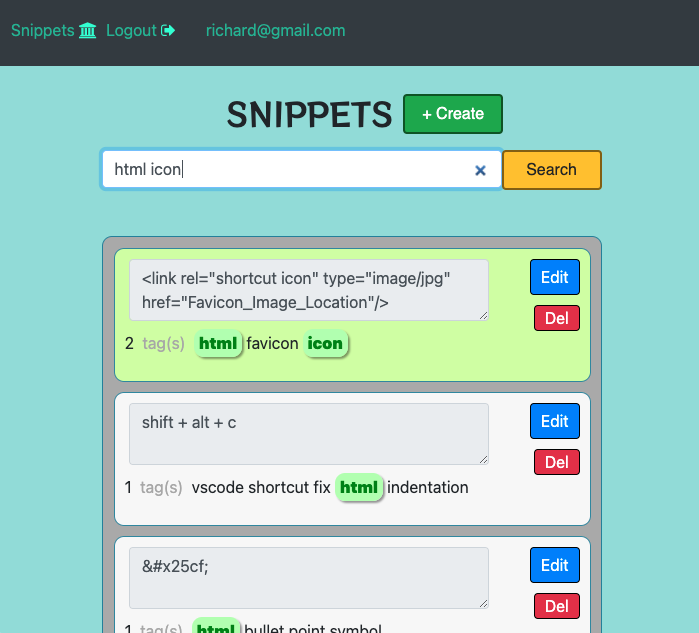 Snippets Logout richard@gmail.com
SNIPPETS + Create
html icon × Search
<link rel="shortcut icon" type="image/jpg"
href="Favicon_Image_Location"/>
Edit
Del
2 tag(s) html favicon icon
shift + alt + c
Edit
Del
1 tag(s) vscode shortcut fix html indentation
&#x25cf;
Edit
Del
1 tag(s) html bullet point symbol